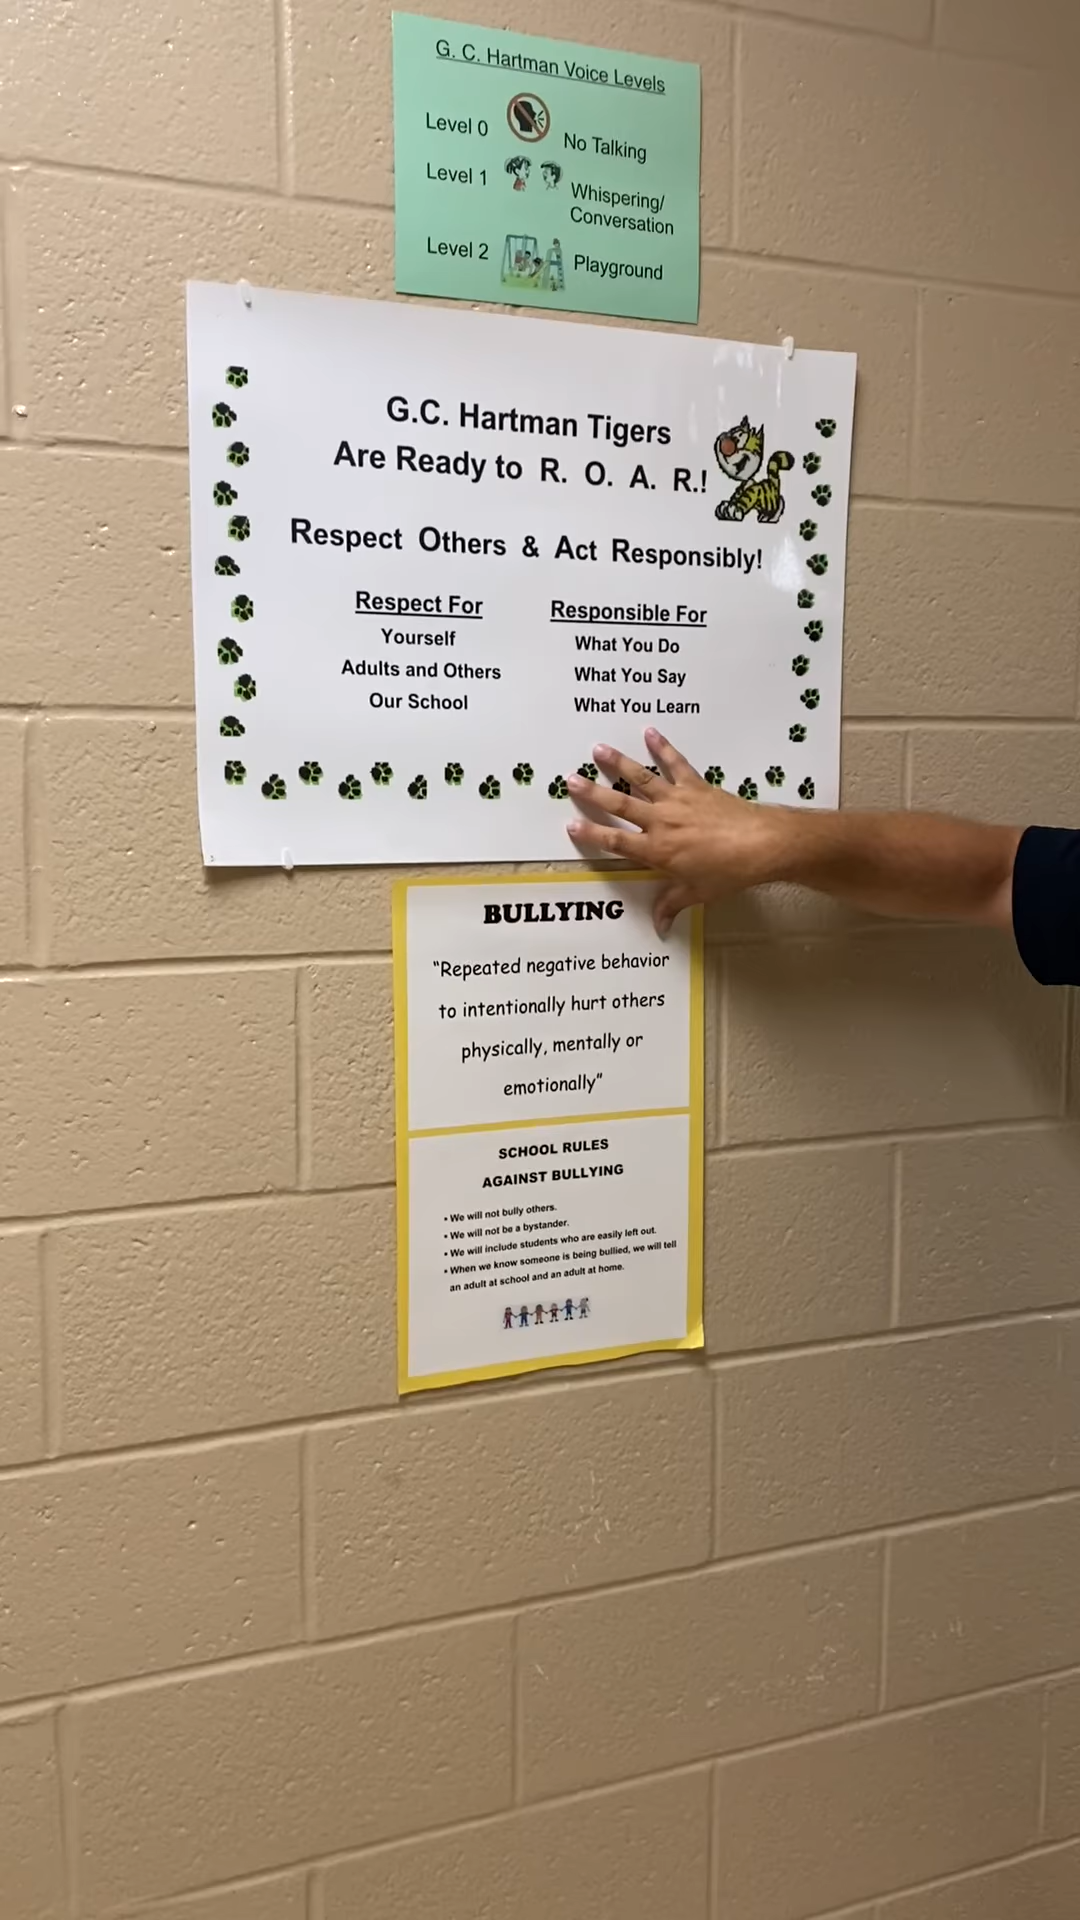 G. C. Hartman Voice Levels
Level 0 No Talking
Level 1 Whispering/
Conversation
Level 2 Playground
G.C. Hartman Tigers
Are Ready to R. O. A. R.!
Respect Others & Act Responsibly!
Respect For
Yourself
Adults and Others
Our School
Responsible For
What You Do
What You Say
What You Learn
BULLYING
"Repeated negative behavior
to intentionally hurt others
physically, mentally or
emotionally"
SCHOOL RULES
AGAINST BULLYING
• We will not bully others.
• We will not be a bystander.
• We will include students who are easily left out.
• When we know someone is being bullied, we will tell
an adult at school and an adult at home.